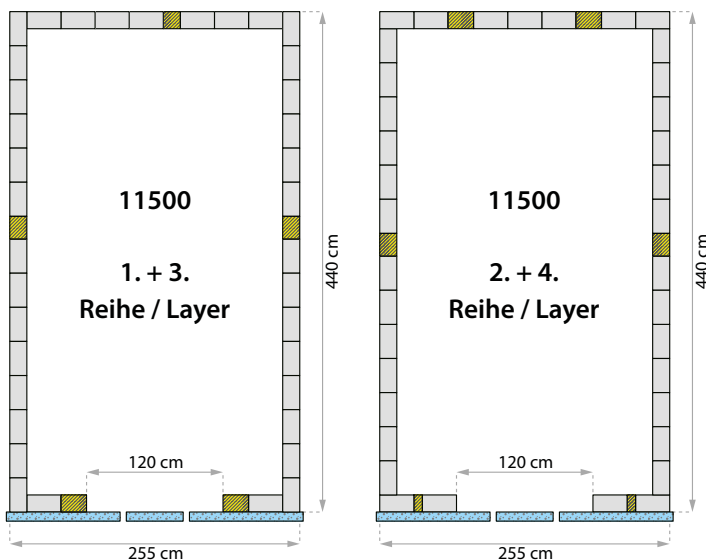 11500
1. + 3.
Reihe / Layer
440 cm
120 cm
255 cm
11500
2. + 4.
Reihe / Layer
440 cm
120 cm
255 cm